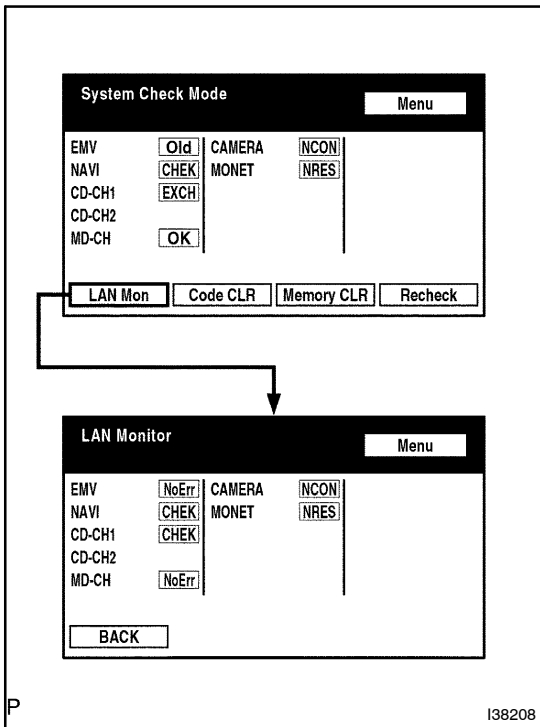 System Check Mode
Menu
EMV Old CAMERA NCON
NAVI CHEK MONET NRES
CD-CH1 EXCH
CD-CH2
MD-CH OK
LAN Mon Code CLR Memory CLR Recheck
LAN Monitor
Menu
EMV NoErr CAMERA NCON
NAVI CHEK MONET NRES
CD-CH1 CHEK
CD-CH2
MD-CH NoErr
BACK
P
I38208